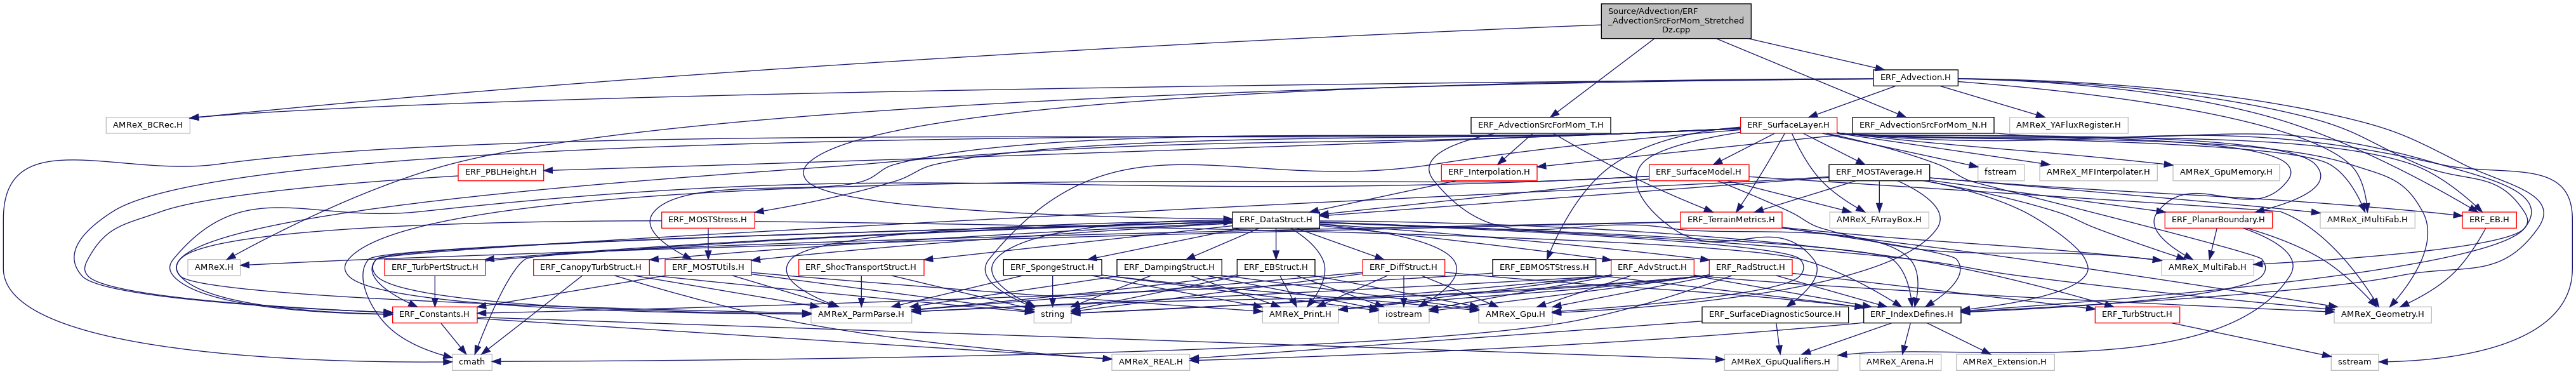 Source/Advection/ERF
_AdvectionSrcForMom_Stretched
Dz.cpp
ERF_Advection.H
AMReX_BCRec.H
ERF_AdvectionSrcForMom_T.H
ERF_SurfaceLayer.H
ERF_AdvectionSrcForMom_N.H
AMReX_YAFluxRegister.H
ERF_PBLHeight.H
ERF_Interpolation.H
ERF_SurfaceModel.H
ERF_MOSTAverage.H
fstream
AMReX_MFInterpolater.H
AMReX_GpuMemory.H
ERF_MOSTStress.H
ERF_DataStruct.H
ERF_TerrainMetrics.H
AMReX_FArrayBox.H
ERF_PlanarBoundary.H
AMReX_iMultiFab.H
ERF_EB.H
AMReX.H
ERF_TurbPertStruct.H
ERF_CanopyTurbStruct.H
ERF_MOSTUtils.H
ERF_ShocTransportStruct.H
ERF_SpongeStruct.H
ERF_DampingStruct.H
ERF_EBStruct.H
ERF_DiffStruct.H
ERF_EBMOSTStress.H
ERF_AdvStruct.H
ERF_RadStruct.H
AMReX_MultiFab.H
ERF_Constants.H
AMReX_ParmParse.H
string
AMReX_Print.H
iostream
AMReX_Gpu.H
ERF_SurfaceDiagnosticSource.H
ERF_IndexDefines.H
ERF_TurbStruct.H
AMReX_Geometry.H
cmath
AMReX_REAL.H
AMReX_GpuQualifiers.H
AMReX_Arena.H
AMReX_Extension.H
sstream